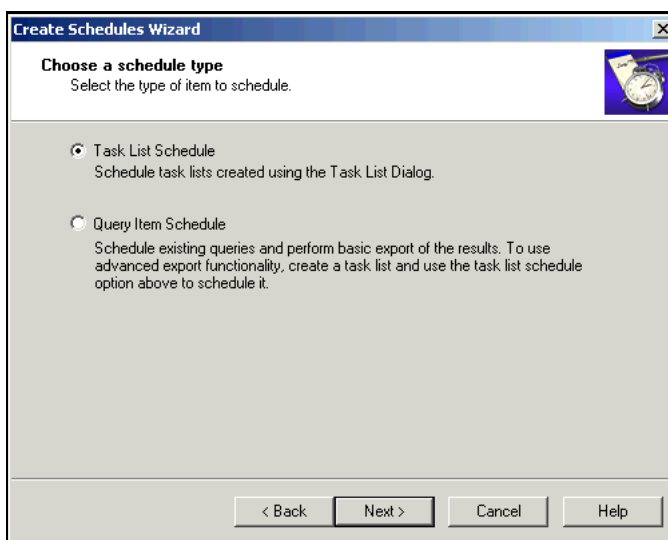 Create Schedules Wizard
Choose a schedule type
Select the type of item to schedule.
Task List Schedule
Schedule task lists created using the Task List Dialog.
Query Item Schedule
Schedule existing queries and perform basic export of the results. To use
advanced export functionality, create a task list and use the task list schedule
option above to schedule it.
< Back Next > Cancel Help